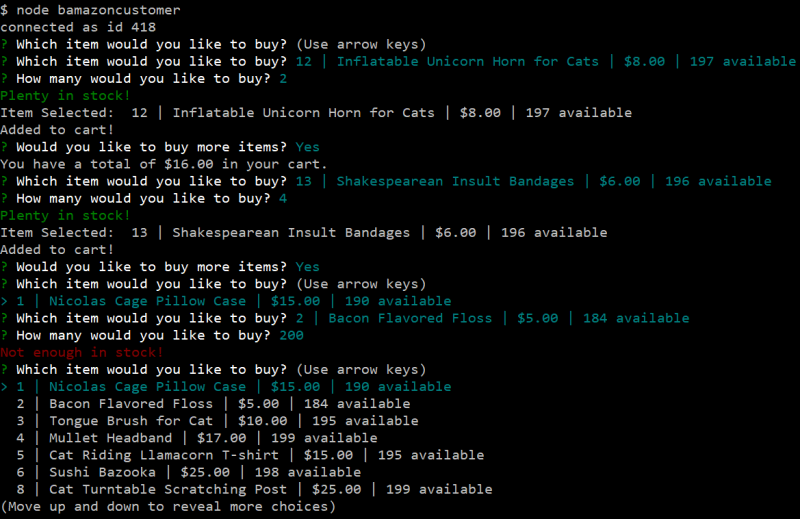 $ node bamazoncustomer
connected as id 418
? Which item would you like to buy? (Use arrow keys)
? Which item would you like to buy? 12 | Inflatable Unicorn Horn for Cats | $8.00 | 197 available
? How many would you like to buy? 2
Plenty in stock!
Item Selected:  12 | Inflatable Unicorn Horn for Cats | $8.00 | 197 available
Added to cart!
? Would you like to buy more items? Yes
You have a total of $16.00 in your cart.
? Which item would you like to buy? 13 | Shakespearean Insult Bandages | $6.00 | 196 available
? How many would you like to buy? 4
Plenty in stock!
Item Selected:  13 | Shakespearean Insult Bandages | $6.00 | 196 available
Added to cart!
? Would you like to buy more items? Yes
? Which item would you like to buy? (Use arrow keys)
> 1 | Nicolas Cage Pillow Case | $15.00 | 190 available
? Which item would you like to buy? 2 | Bacon Flavored Floss | $5.00 | 184 available
? How many would you like to buy? 200
Not enough in stock!
? Which item would you like to buy? (Use arrow keys)
> 1 | Nicolas Cage Pillow Case | $15.00 | 190 available
  2 | Bacon Flavored Floss | $5.00 | 184 available
  3 | Tongue Brush for Cat | $10.00 | 195 available
  4 | Mullet Headband | $17.00 | 199 available
  5 | Cat Riding Llamacorn T-shirt | $15.00 | 195 available
  6 | Sushi Bazooka | $25.00 | 198 available
  8 | Cat Turntable Scratching Post | $25.00 | 199 available
(Move up and down to reveal more choices)